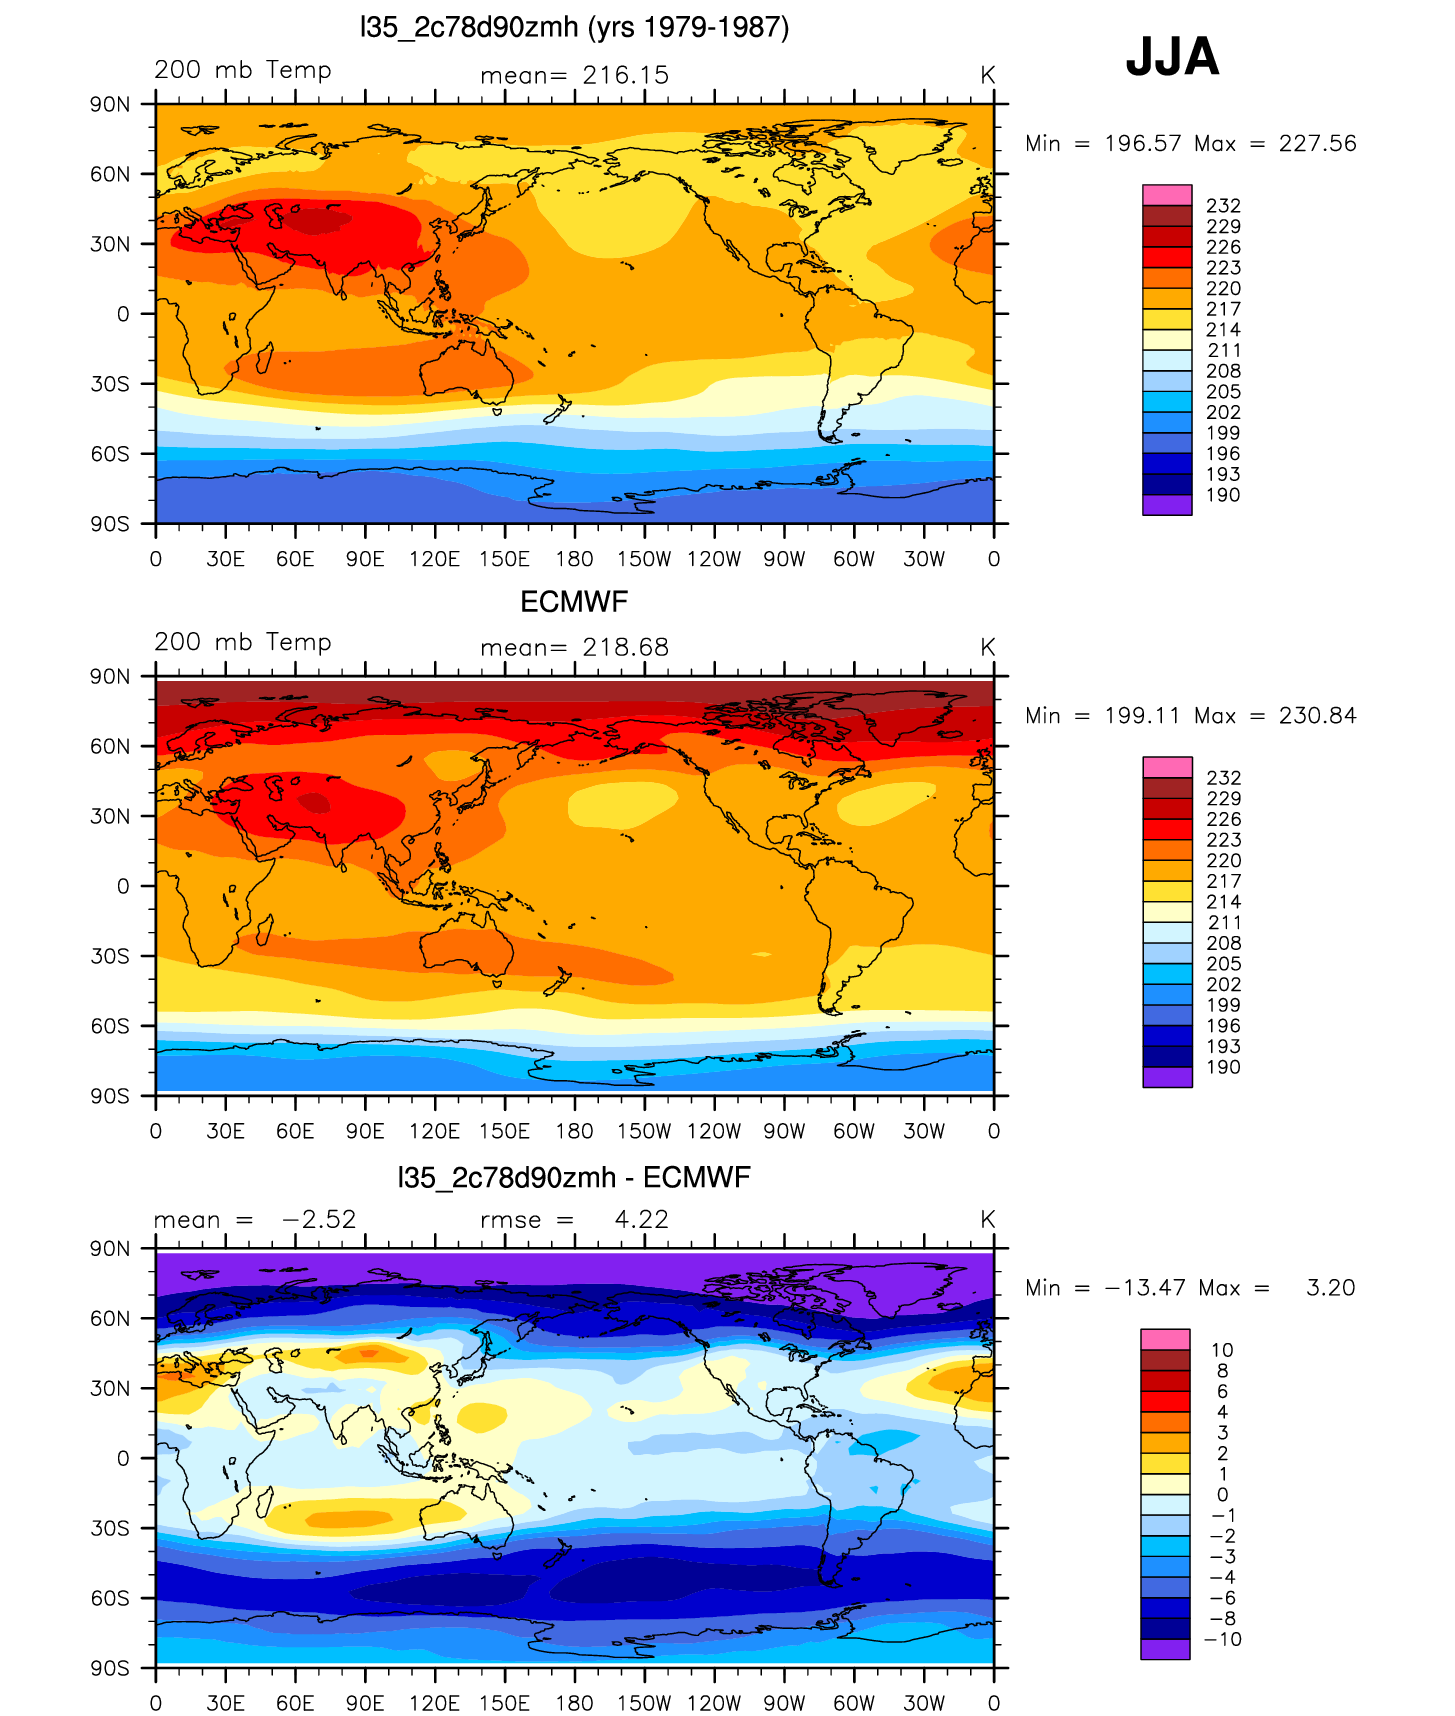 l35_2c78d90zmh (yrs 1979-1987)
JJA
200 mb Temp mean= 216.15 K
Min = 196.57 Max = 227.56
90N
60N
30N
0
30S
60S
90S
0 30E 60E 90E 120E 150E 180 150W 120W 90W 60W 30W 0
232
229
226
223
220
217
214
211
208
205
202
199
196
193
190
ECMWF
200 mb Temp mean= 218.68 K
Min = 199.11 Max = 230.84
90N
60N
30N
0
30S
60S
90S
0 30E 60E 90E 120E 150E 180 150W 120W 90W 60W 30W 0
232
229
226
223
220
217
214
211
208
205
202
199
196
193
190
l35_2c78d90zmh - ECMWF
mean = −2.52 rmse = 4.22 K
Min = −13.47 Max = 3.20
90N
60N
30N
0
30S
60S
90S
0 30E 60E 90E 120E 150E 180 150W 120W 90W 60W 30W 0
10
8
6
4
3
2
1
0
−1
−2
−3
−4
−6
−8
−10